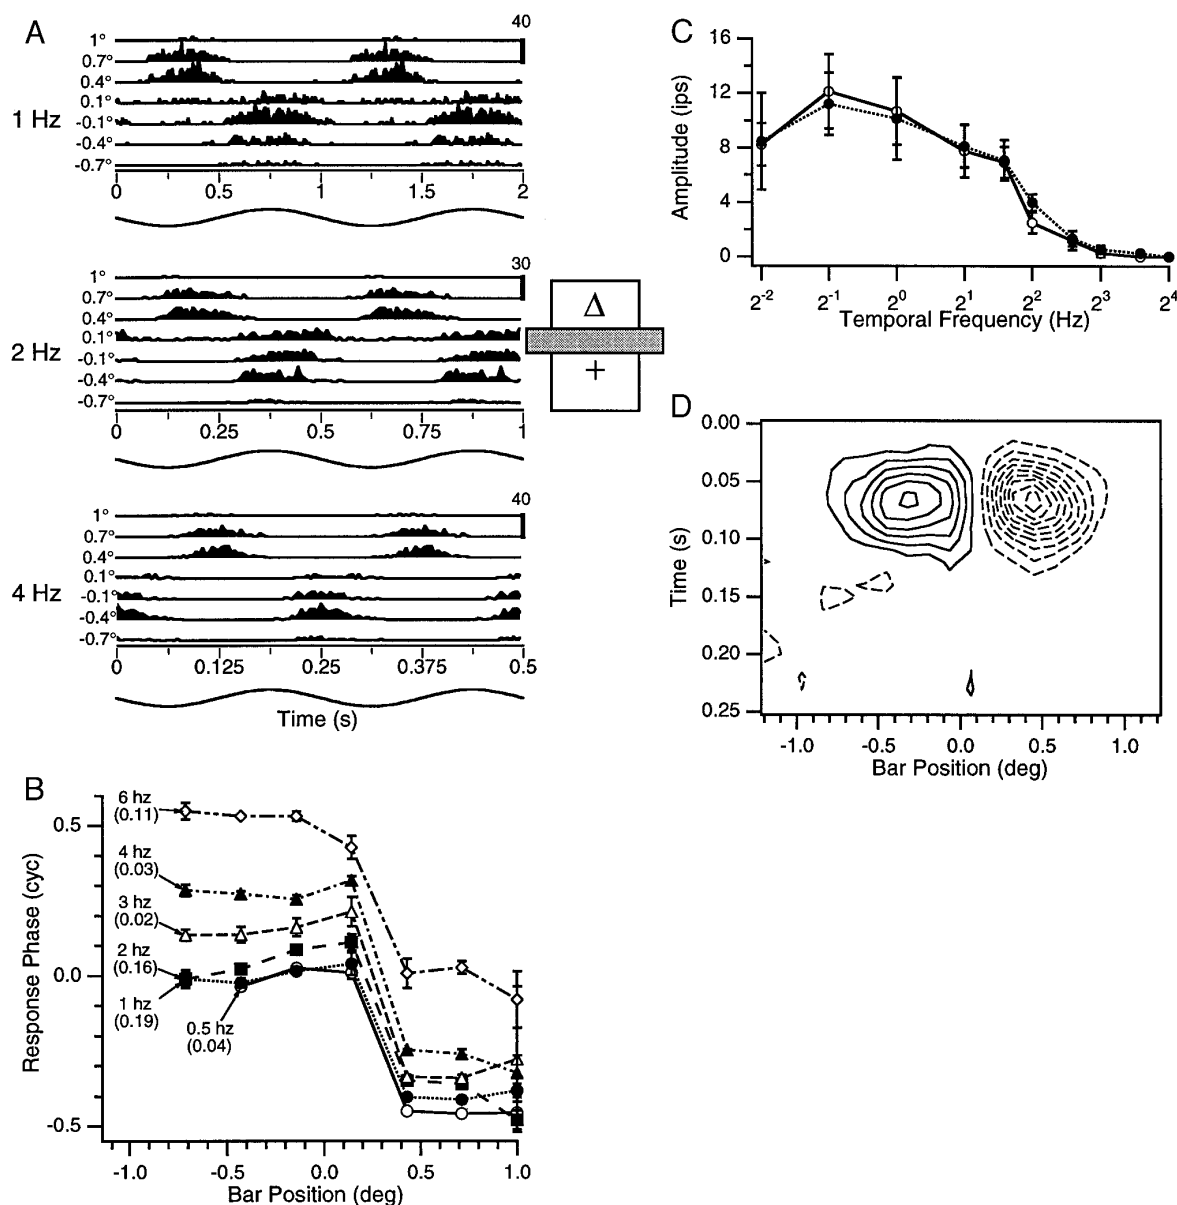 A
40
1°
0.7°
0.4°
0.1°
-0.1°
-0.4°
-0.7°
1 Hz
0 0.5 1 1.5 2
30
1°
0.7°
0.4°
0.1°
-0.1°
-0.4°
-0.7°
2 Hz
0 0.25 0.5 0.75 1
Δ
+
40
1°
0.7°
0.4°
0.1°
-0.1°
-0.4°
-0.7°
4 Hz
0 0.125 0.25 0.375 0.5
Time (s)
B
Response Phase (cyc)
0.5
0.0
-0.5
6 hz
(0.11)
4 hz
(0.03)
3 hz
(0.02)
2 hz
(0.16)
1 hz
(0.19)
0.5 hz
(0.04)
-1.0 -0.5 0.0 0.5 1.0
Bar Position (deg)
C
Amplitude (ips)
16
12
8
4
0
2^-2 2^-1 2^0 2^1 2^2 2^3 2^4
Temporal Frequency (Hz)
D
Time (s)
0.00
0.05
0.10
0.15
0.20
0.25
-1.0 -0.5 0.0 0.5 1.0
Bar Position (deg)